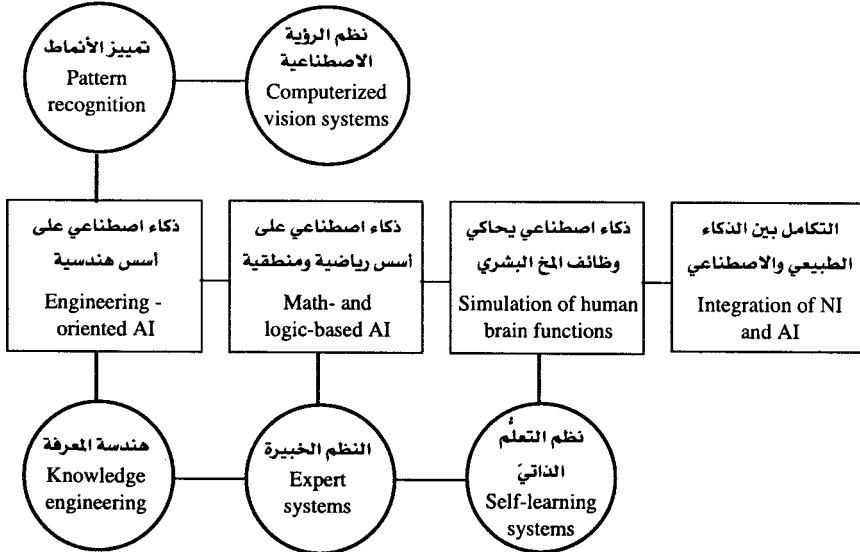 تمييز الأنماط
Pattern
recognition
نظم الرؤية
الاصطناعية
Computerized
vision systems
ذكاء اصطناعي على
أسس هندسية
Engineering -
oriented AI
ذكاء اصطناعي على
أسس رياضية ومنطقية
Math- and
logic-based AI
ذكاء اصطناعي يحاكي
وظائف المخ البشري
Simulation of human
brain functions
التكامل بين الذكاء
الطبيعي والاصطناعي
Integration of NI
and AI
هندسة المعرفة
Knowledge
engineering
النظم الخبيرة
Expert
systems
نظم التعلُّم
الذاتيّ
Self-learning
systems